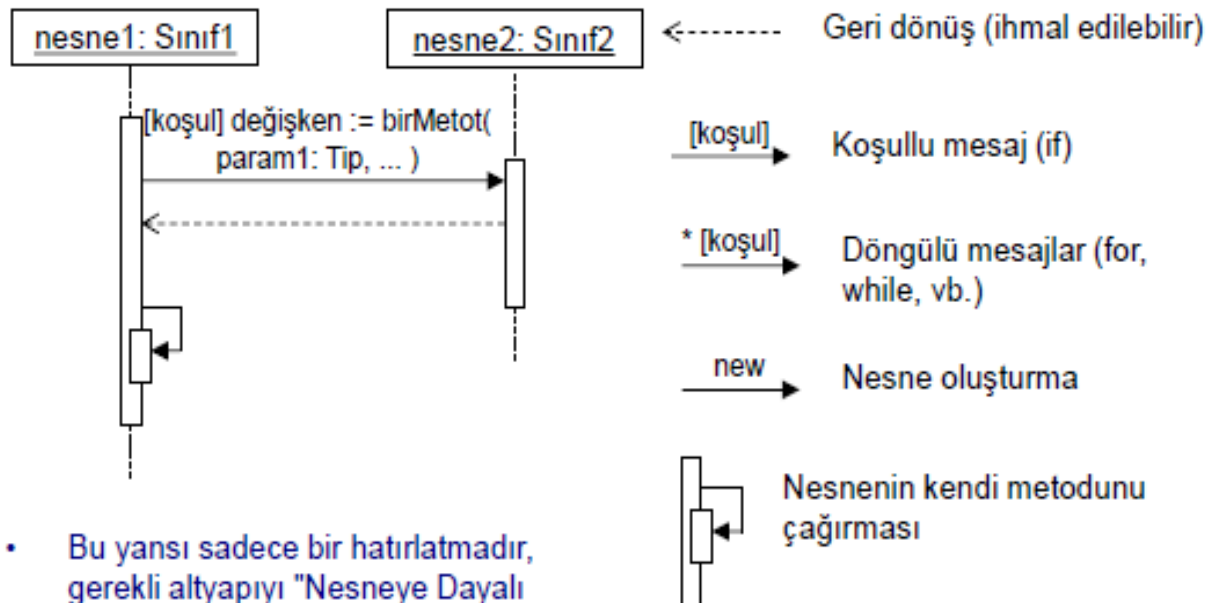 nesne1: Sınıf1
nesne2: Sınıf2
Geri dönüş (ihmal edilebilir)
[koşul] değişken := birMetot(
param1: Tip, ... )
[koşul]
Koşullu mesaj (if)
* [koşul]
Döngülü mesajlar (for,
while, vb.)
new
Nesne oluşturma
Nesnenin kendi metodunu
çağırması
• Bu yansı sadece bir hatırlatmadır,
gerekli altyapıyı "Nesneye Dayalı